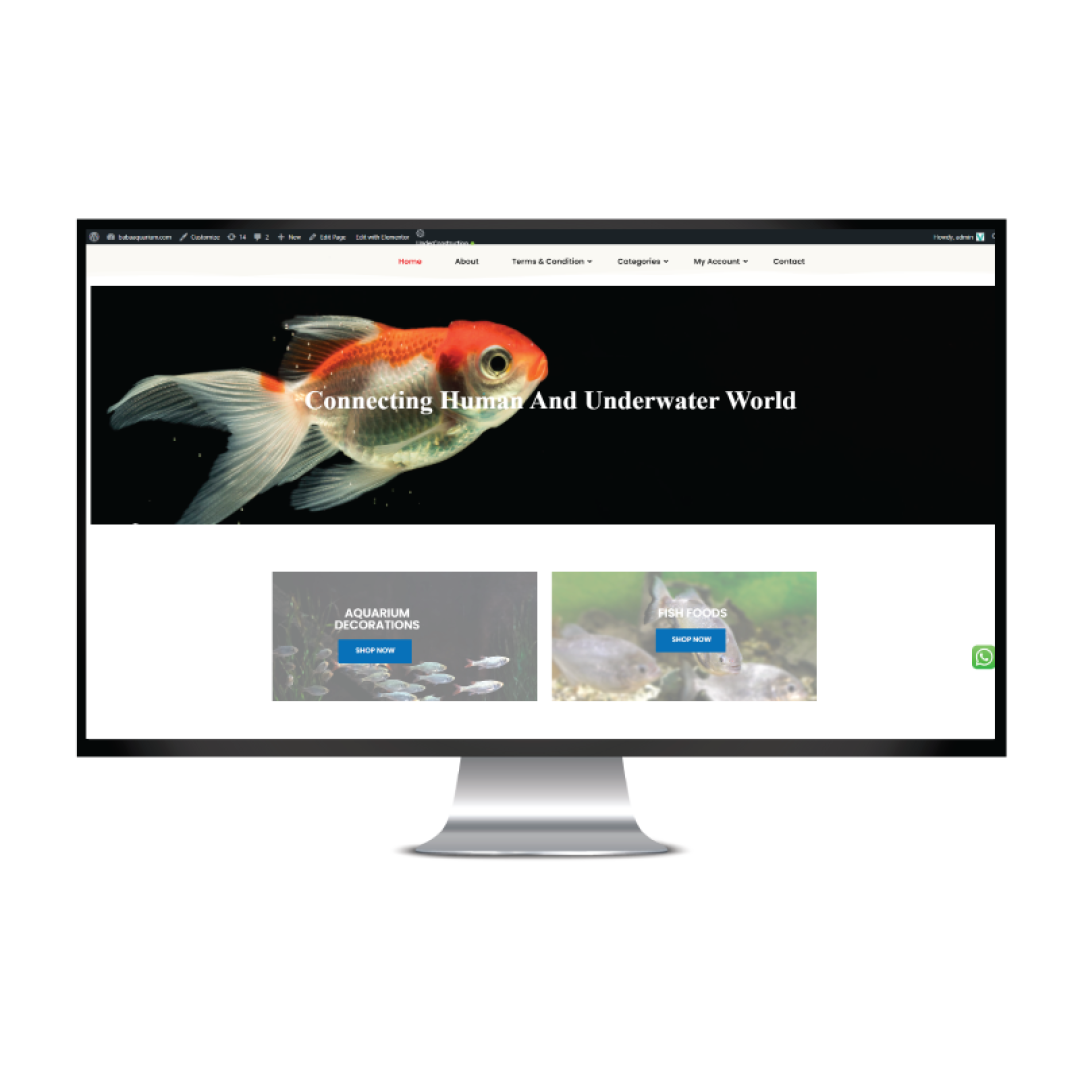 babaaquarium.com Customize 14 2 New Edit Page Edit with Elementor
UnderConstruction
Howdy, admin
Home About Terms & Condition Categories My Account Contact
Connecting Human And Underwater World
AQUARIUM
DECORATIONS
SHOP NOW
FISH FOODS
SHOP NOW